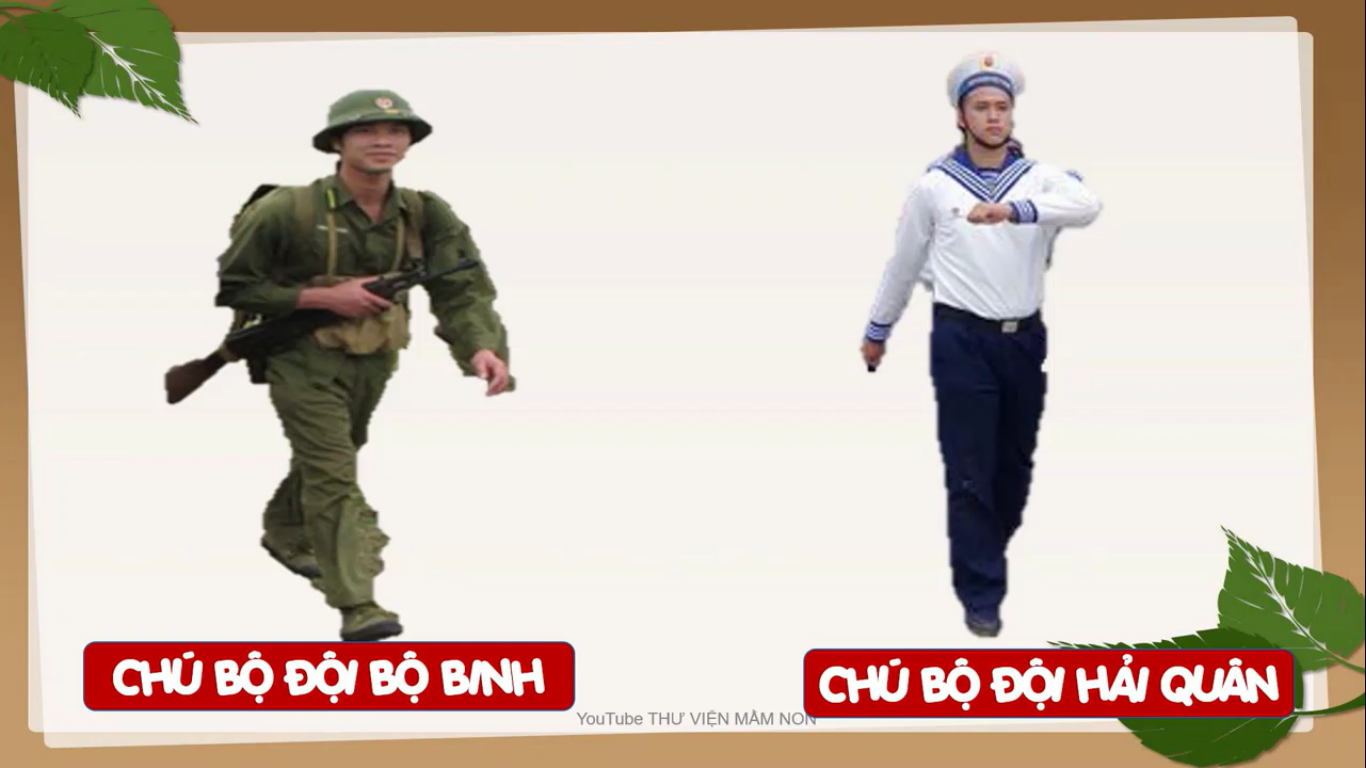 CHÚ BỘ ĐỘI BỘ BINH
CHÚ BỘ ĐỘI HẢI QUÂN
YouTube THƯ VIỆN MẦM NON